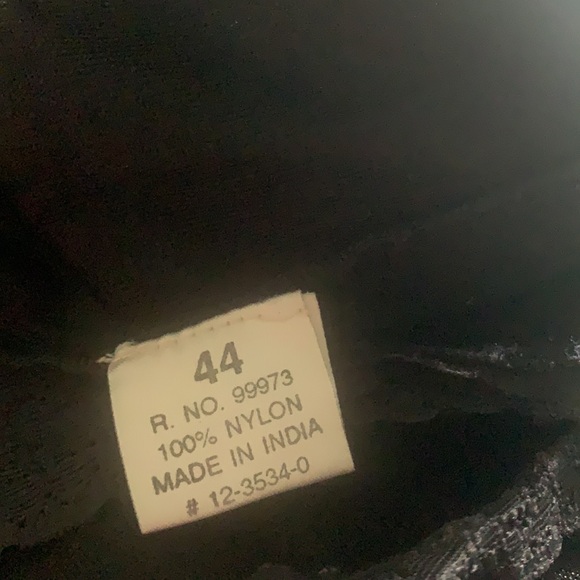 44
R. NO. 99973
100% NYLON
MADE IN INDIA
# 12-3534-0